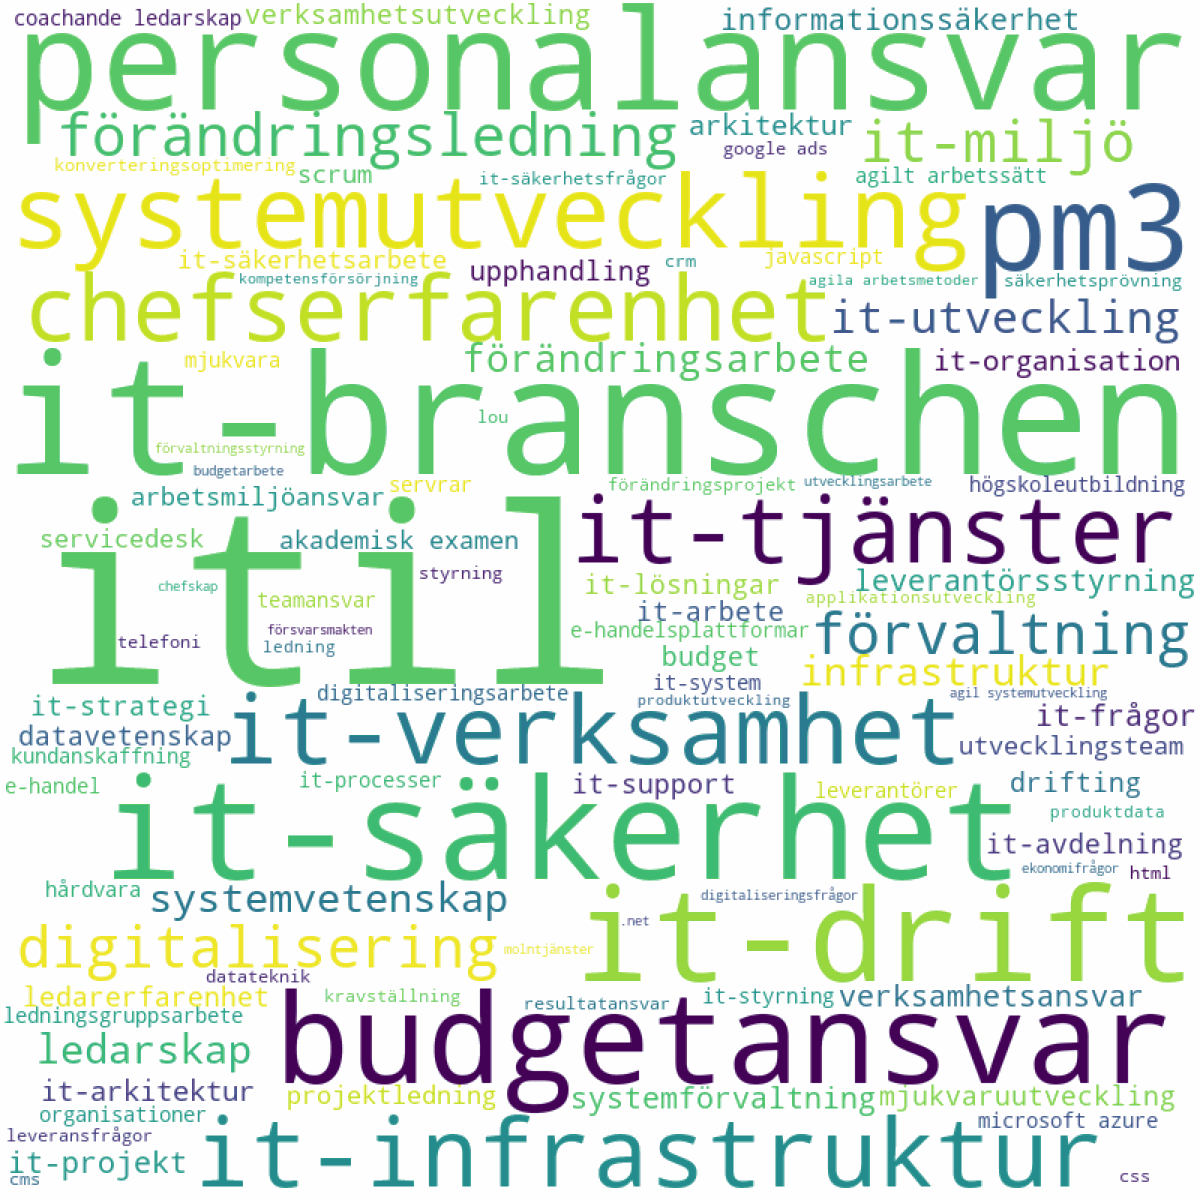 coachande ledarskap
verksamhetsutveckling
informationssäkerhet
personalansvar
förändringsledning
arkitektur
it-miljö
google ads
konverteringsoptimering
scrum
it-säkerhetsfrågor
agilt arbetssätt
systemutveckling
pm3
it-säkerhetsarbete
upphandling
crm
javascript
kompetensförsörjning
agila arbetsmetoder
säkerhetsprövning
chefserfarenhet
it-utveckling
mjukvara
förändringsarbete
it-organisation
it-branschen
lou
förvaltningsstyrning
budgetarbete
arbetsmiljöansvar
servrar
förändringsprojekt
utvecklingsarbete
högskoleutbildning
itil
it-tjänster
servicedesk
akademisk examen
styrning
chefskap
it-lösningar
leverantörsstyrning
teamansvar
it-arbete
applikationsutveckling
telefoni
försvarsmakten
ledning
e-handelsplattformar
förvaltning
budget
infrastruktur
digitaliseringsarbete
it-system
produktutveckling
agil systemutveckling
it-strategi
it-verksamhet
it-frågor
datavetenskap
utvecklingsteam
kundanskaffning
e-handel
it-processer
it-support
leverantörer
drifting
it-säkerhet
produktdata
it-avdelning
ekonomifrågor
html
hårdvara
systemvetenskap
digitaliseringsfrågor
it-drift
.net
digitalisering
molntjänster
datateknik
ledarerfarenhet
kravställning
resultatansvar
it-styrning
verksamhetsansvar
ledningsgruppsarbete
budgetansvar
ledarskap
it-arkitektur
projektledning
systemförvaltning
mjukvaruutveckling
organisationer
microsoft azure
leveransfrågor
it-infrastruktur
it-projekt
cms
css